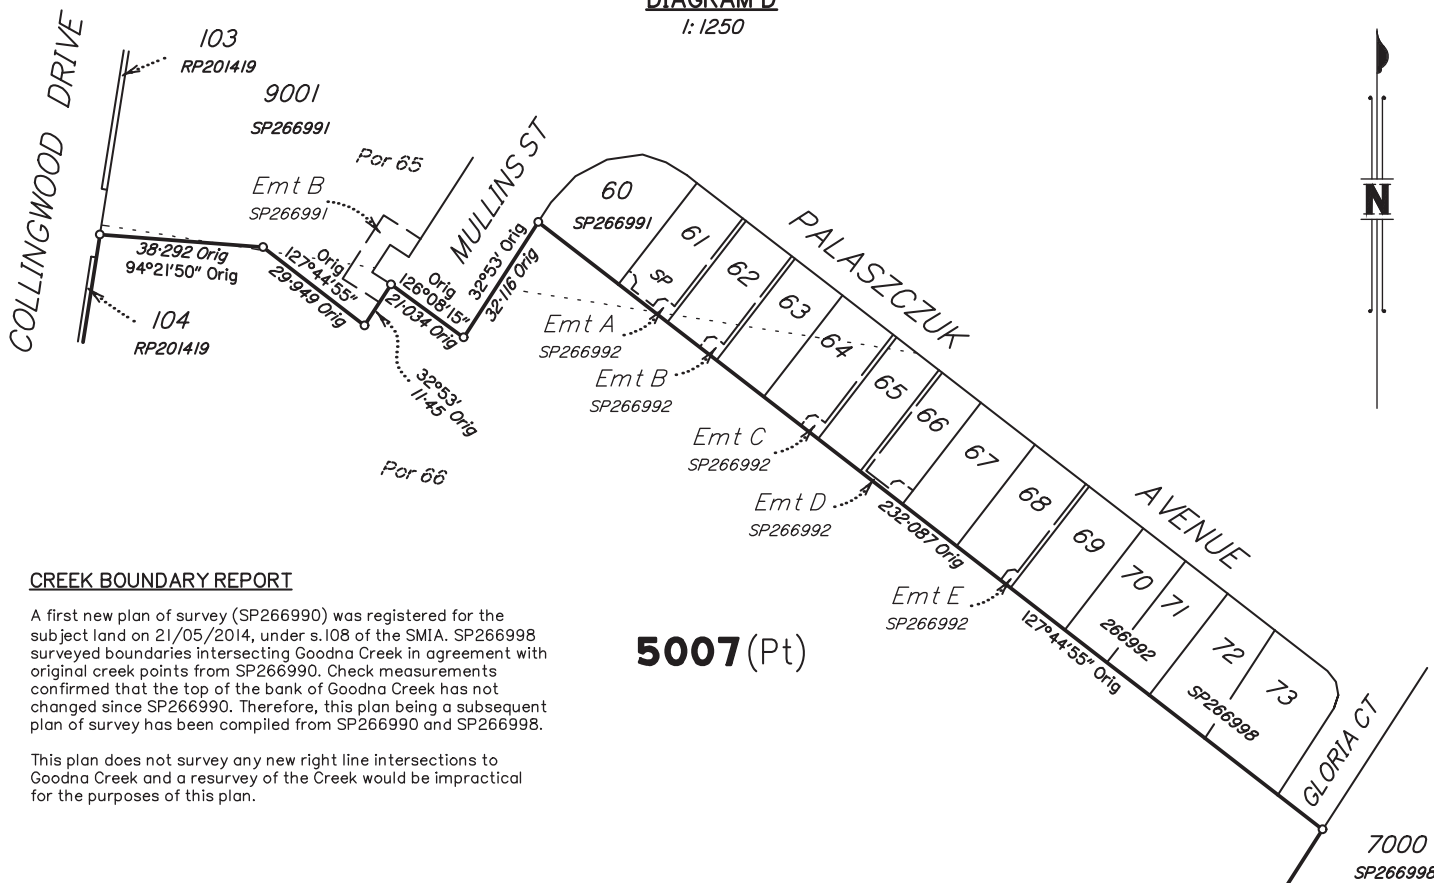 DIAGRAM D
1: 1250
COLLINGWOOD DRIVE
103
RP201419
9001
SP266991
Por 65
Emt B
SP266991
MULLINS ST
60
SP266991
61
SP
62
63
64
65
66
67
68
69
70
71
266992
72
SP266998
73
PALASZCZUK
AVENUE
N
38·292 Orig
94°21'50" Orig
Orig
127°44'55"
29·949 Orig
Orig
126°08'15"
21·034 Orig
32°53' Orig
32·116 Orig
104
RP201419
32°53'
11·45 Orig
Por 66
Emt A
SP266992
Emt B
SP266992
Emt C
SP266992
Emt D
SP266992
232·087 Orig
Emt E
SP266992
127°44'55" Orig
GLORIA CT
7000
SP266998
5007 (Pt)
CREEK BOUNDARY REPORT
A first new plan of survey (SP266990) was registered for the
subject land on 21/05/2014, under s.108 of the SMIA. SP266998
surveyed boundaries intersecting Goodna Creek in agreement with
original creek points from SP266990. Check measurements
confirmed that the top of the bank of Goodna Creek has not
changed since SP266990. Therefore, this plan being a subsequent
plan of survey has been compiled from SP266990 and SP266998.
This plan does not survey any new right line intersections to
Goodna Creek and a resurvey of the Creek would be impractical
for the purposes of this plan.